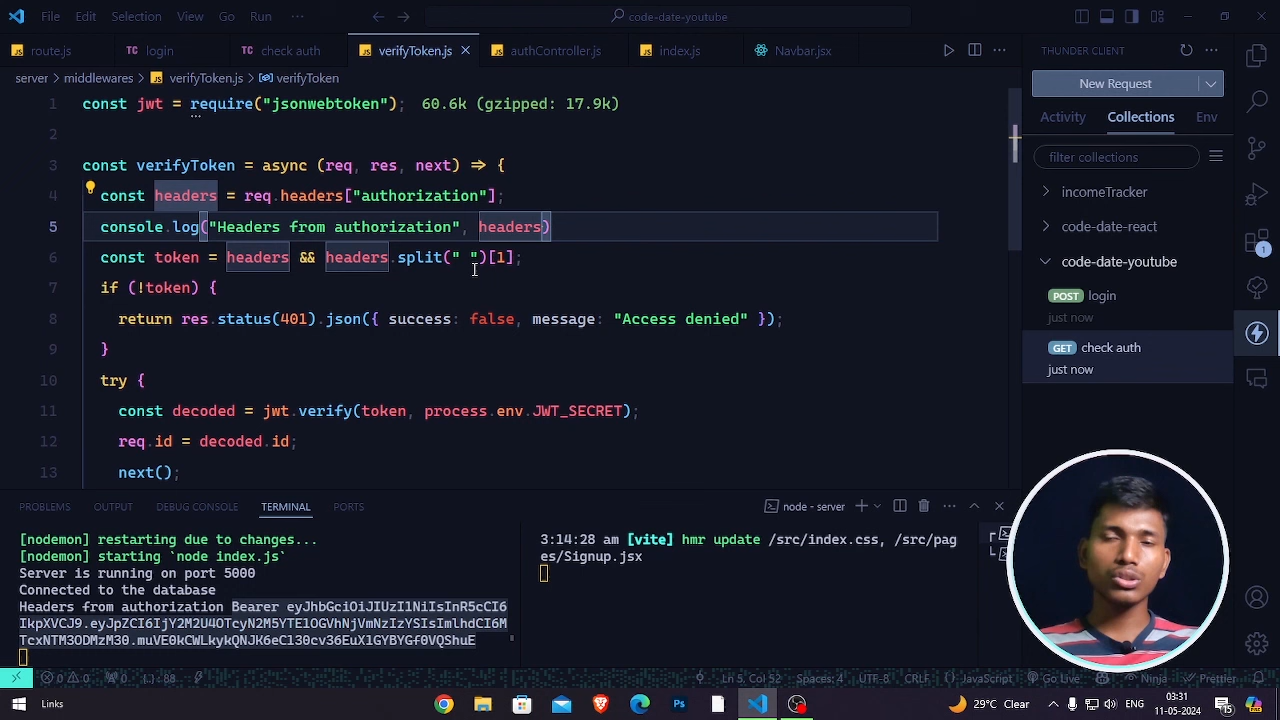 File Edit Selection View Go Run ··· code-date-youtube
route.js login check auth verifyToken.js authController.js index.js Navbar.jsx
server > middlewares > verifyToken.js > verifyToken
1 const jwt = require("jsonwebtoken"); 60.6k (gzipped: 17.9k)
2
3 const verifyToken = async (req, res, next) => {
4 const headers = req.headers["authorization"];
5 console.log("Headers from authorization", headers)
6 const token = headers && headers.split(" ")[1];
7 if (!token) {
8 return res.status(401).json({ success: false, message: "Access denied" });
9 }
10 try {
11 const decoded = jwt.verify(token, process.env.JWT_SECRET);
12 req.id = decoded.id;
13 next();
THUNDER CLIENT
New Request
Activity Collections Env
filter collections
incomeTracker
code-date-react
code-date-youtube
POST login
just now
GET check auth
just now
1
PROBLEMS OUTPUT DEBUG CONSOLE TERMINAL PORTS
node - server
[nodemon] restarting due to changes...
[nodemon] starting `node index.js`
Server is running on port 5000
Connected to the database
Headers from authorization Bearer eyJhbGciOiJIUzI1NiIsInR5cCI6
IkpXVCJ9.eyJpZCI6IjY2M2U4OTcyN2M5YTE1OGVhNjVmNzIzYSIsImlhdCI6M
TcxNTM3ODMzM30.muVE0kCWLkykQNJK6eC130cv36EuX1GYBYGf0VQShuE
3:14:28 am [vite] hmr update /src/index.css, /src/pag
es/Signup.jsx
0 0 0 {..} 88 Ln 5, Col 52 Spaces: 4 UTF-8 CRLF JavaScript Go Live Ninja Prettier
Links 29°C Clear ENG 03:31
11-05-2024